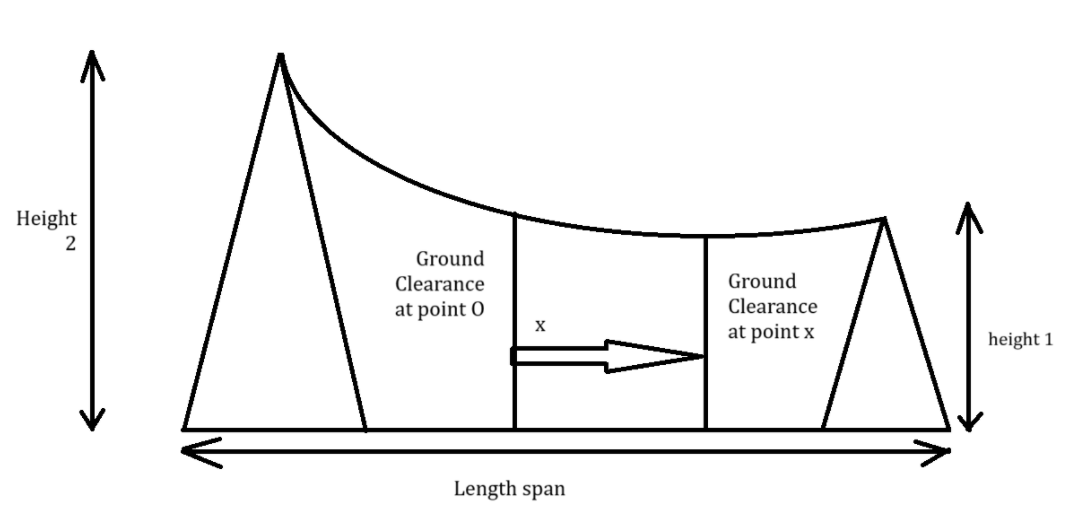 Height
2
Ground
Clearance
at point O
x
Ground
Clearance
at point x
height 1
Length span